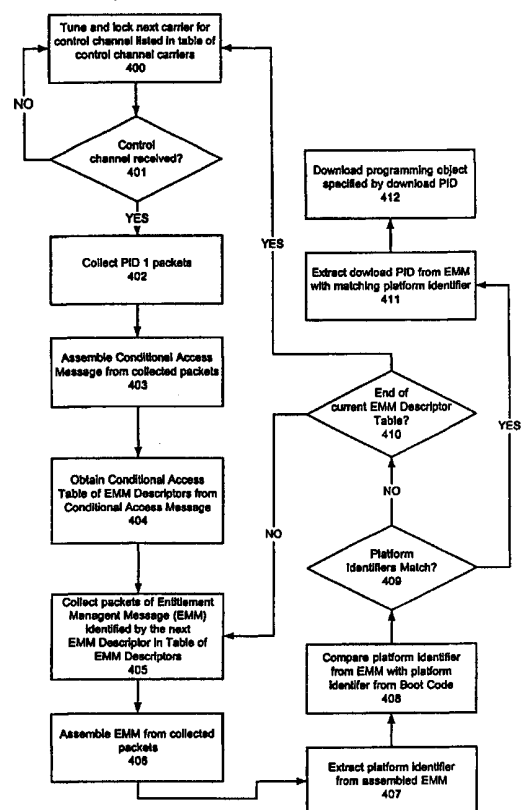 Tune and lock next carrier for
control channel listed in table of
control channel carriers
400
NO
Control
channel received?
401
YES
Collect PID 1 packets
402
Assemble Conditional Access
Message from collected packets
403
Obtain Conditional Access
Table of EMM Descriptors from
Conditional Access Message
404
Collect packets of Entitlement
Managent Message (EMM)
identified by the next
EMM Descriptor in Table of
EMM Descriptors
405
Assemble EMM from collected
packets
406
Extract platform identifier
from assembled EMM
407
Compare platform identifier
from EMM with platform
identifer from Boot Code
408
Platform
Identifiers Match?
409
NO
YES
End of
current EMM Descriptor
Table?
410
NO
YES
Extract dowload PID from EMM
with matching platform identifier
411
Download programming object
specified by download PID
412